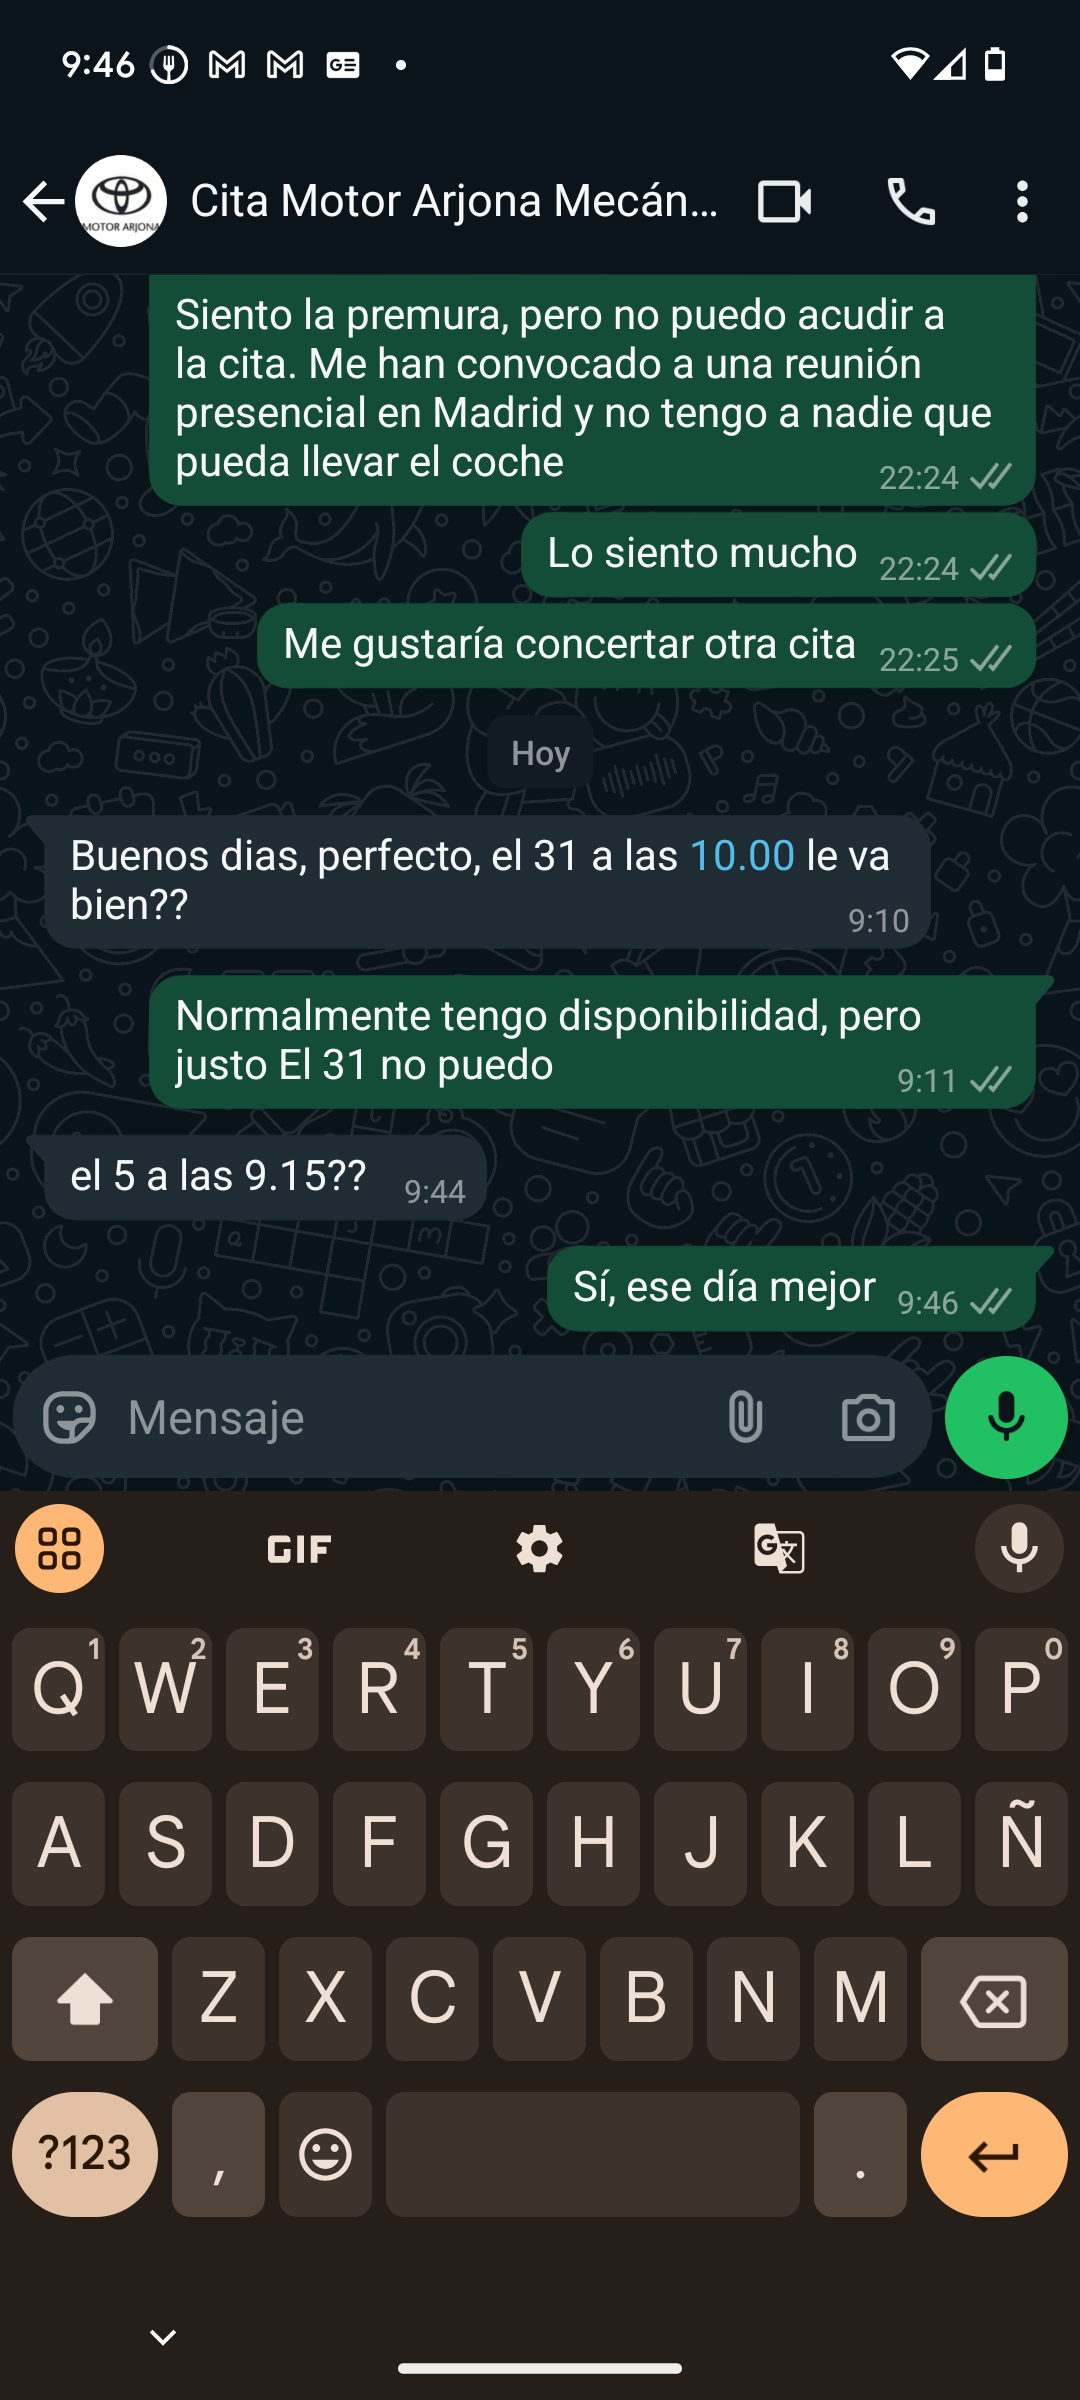 9:46
MOTOR ARJONA
Cita Motor Arjona Mecán...
Siento la premura, pero no puedo acudir a
la cita. Me han convocado a una reunión
presencial en Madrid y no tengo a nadie que
pueda llevar el coche
22:24
Lo siento mucho 22:24
Me gustaría concertar otra cita 22:25
Hoy
Buenos dias, perfecto, el 31 a las 10.00 le va
bien??
9:10
Normalmente tengo disponibilidad, pero
justo El 31 no puedo
9:11
el 5 a las 9.15?? 9:44
Sí, ese día mejor 9:46
Mensaje
GIF
1 2 3 4 5 6 7 8 9 0
Q W E R T Y U I O P
A S D F G H J K L Ñ
Z X C V B N M
?123 , .